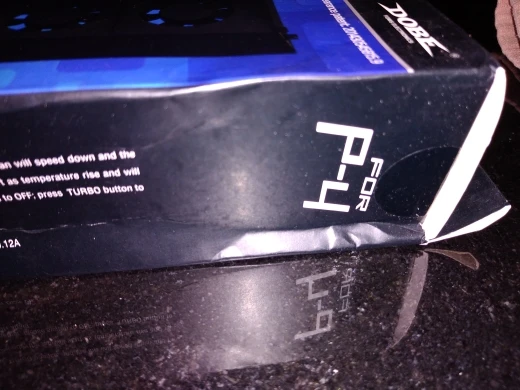 DOBE
FOR
P-4
an will speed down and the
as temperature rise and will
to OFF; press TURBO button to
.12A